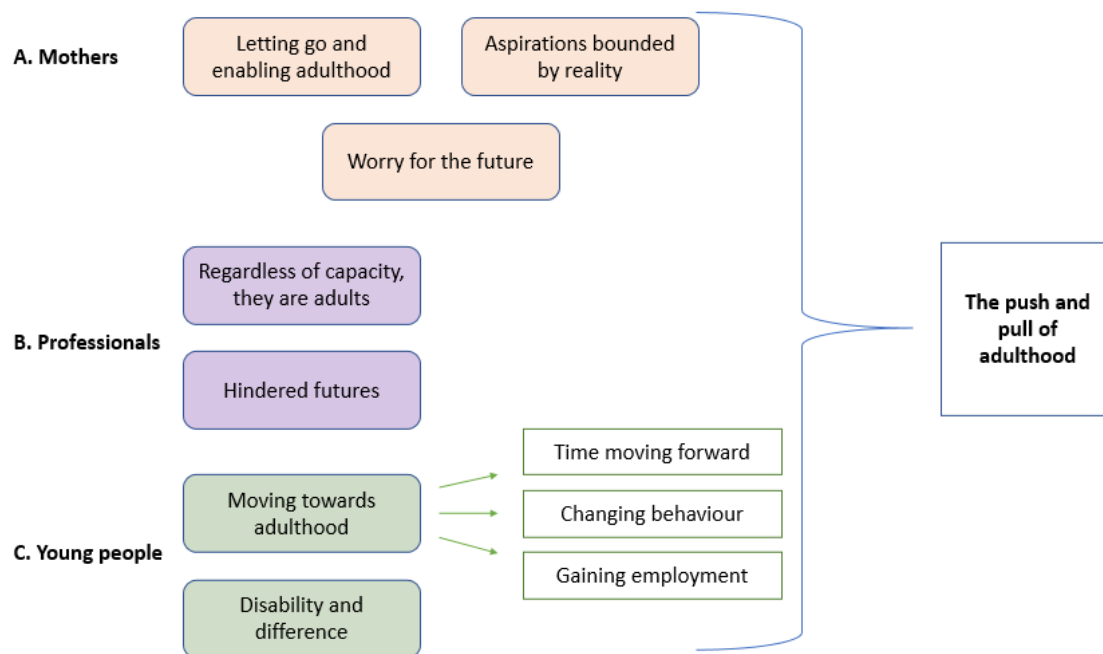 A. Mothers
Letting go and
enabling adulthood
Aspirations bounded
by reality
Worry for the future
B. Professionals
Regardless of capacity,
they are adults
Hindered futures
C. Young people
Moving towards
adulthood
Time moving forward
Changing behaviour
Gaining employment
Disability and
difference
The push and
pull of
adulthood